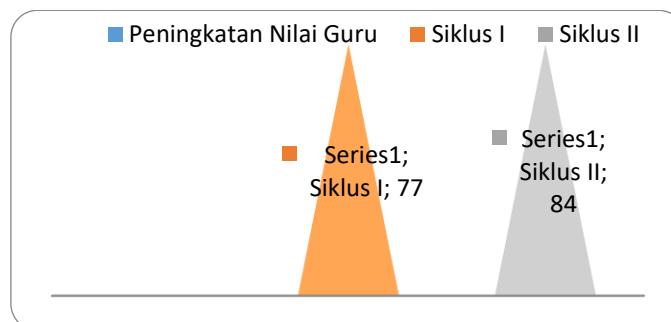 Peningkatan Nilai Guru Siklus I Siklus II
Series1;
Siklus I; 77
Series1;
Siklus II;
84